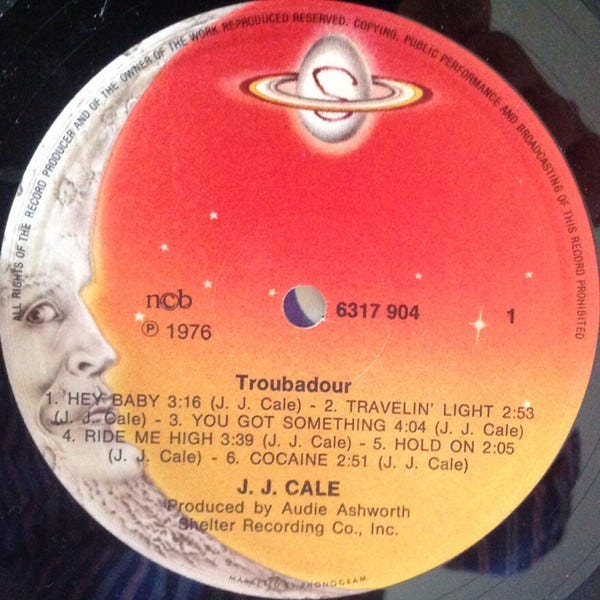 ALL RIGHTS OF THE RECORD PRODUCER AND OF THE OWNER OF THE WORK REPRODUCED RESERVED. COPYING, PUBLIC PERFORMANCE AND BROADCASTING OF THIS RECORD PROHIBITED
S
ncb
℗ 1976
6317 904
1
Troubadour
1. HEY BABY 3:16 (J. J. Cale) - 2. TRAVELIN' LIGHT 2:53
(J. J. Cale) - 3. YOU GOT SOMETHING 4:04 (J. J. Cale)
4. RIDE ME HIGH 3:39 (J. J. Cale) - 5. HOLD ON 2:05
(J. J. Cale) - 6. COCAINE 2:51 (J. J. Cale)
J. J. CALE
Produced by Audie Ashworth
Shelter Recording Co., Inc.
MARKETED BY PHONOGRAM